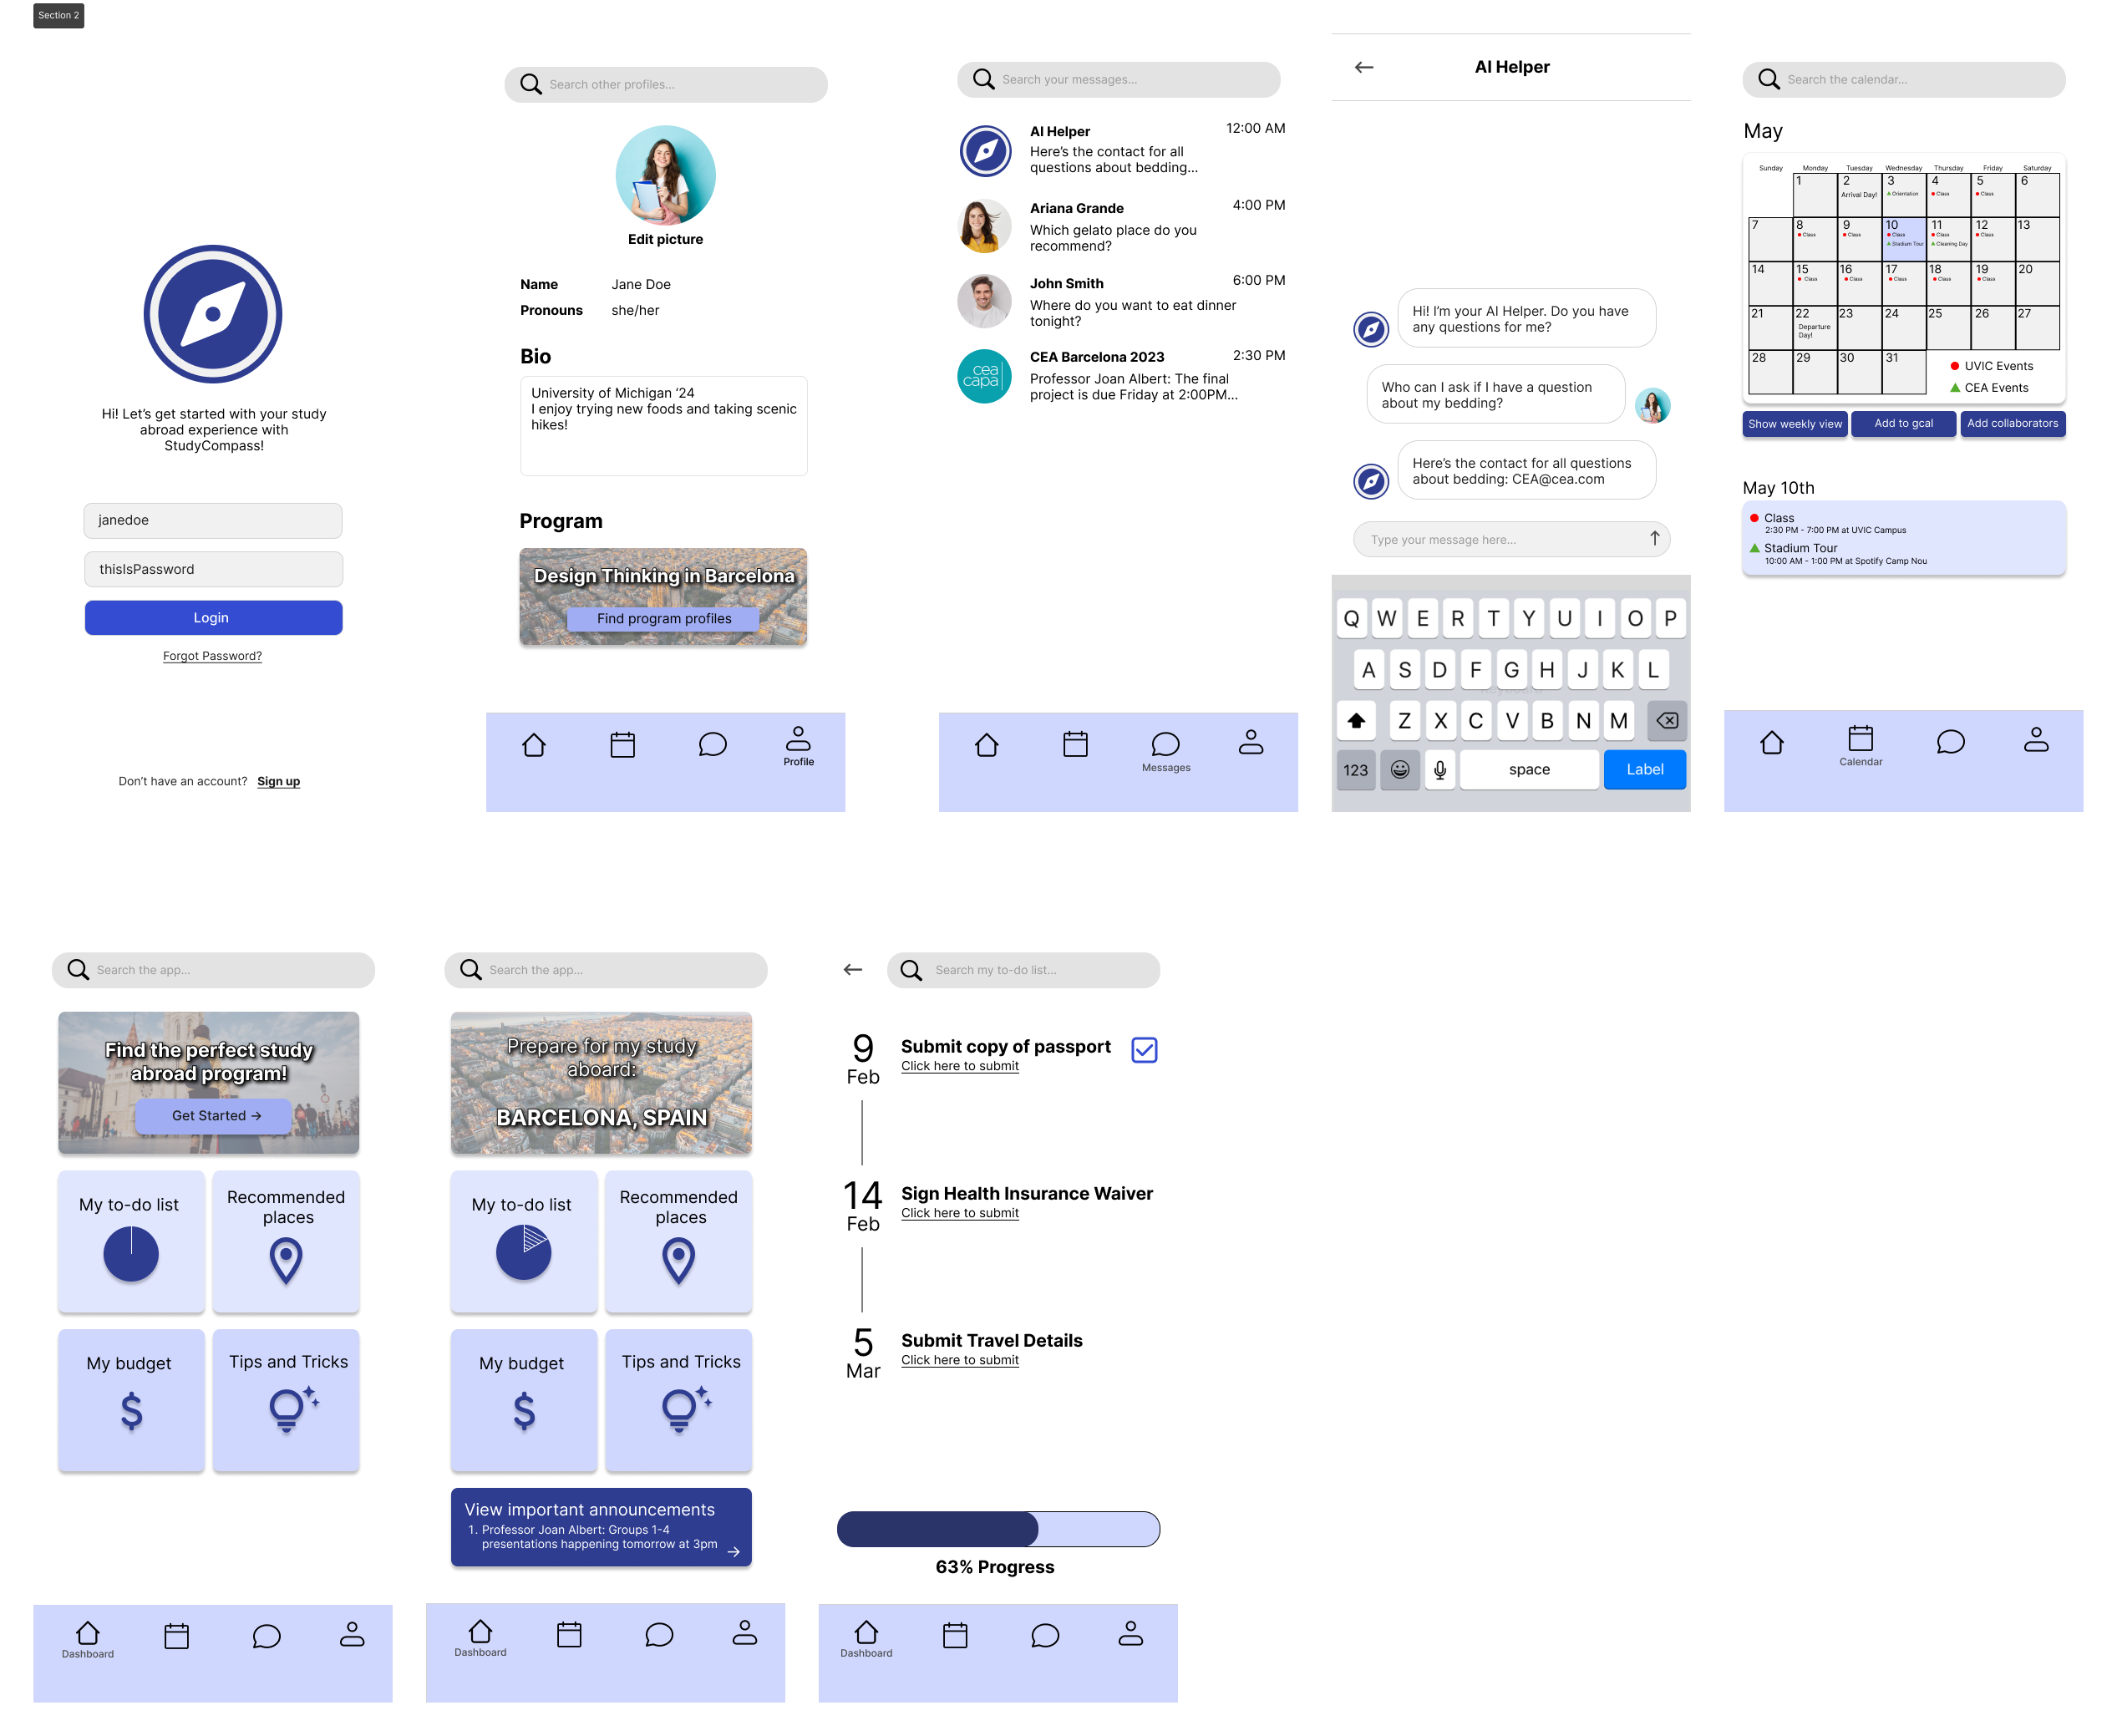 Section 2
Hi! Let's get started with your study
abroad experience with
StudyCompass!
janedoe
thisIsPassword
Login
Forgot Password?
Don't have an account? Sign up
Search other profiles...
Edit picture
Name Jane Doe
Pronouns she/her
Bio
University of Michigan '24
I enjoy trying new foods and taking scenic
hikes!
Program
Design Thinking in Barcelona
Find program profiles
Profile
Search your messages...
AI Helper 12:00 AM
Here's the contact for all
questions about bedding...
Ariana Grande 4:00 PM
Which gelato place do you
recommend?
John Smith 6:00 PM
Where do you want to eat dinner
tonight?
cea
capa
CEA Barcelona 2023 2:30 PM
Professor Joan Albert: The final
project is due Friday at 2:00PM...
Messages
AI Helper
Hi! I'm your AI Helper. Do you have
any questions for me?
Who can I ask if I have a question
about my bedding?
Here's the contact for all questions
about bedding: CEA@cea.com
Type your message here...
Q W E R T Y U I O P
A S D F G H J K L
Z X C V B N M
123 space Label
Search the calendar...
May
Sunday Monday Tuesday Wednesday Thursday Friday Saturday
1 2 3 4 5 6
Arrival Day! Orientation Class Class
7 8 9 10 11 12 13
Class Class Class Class Class
Stadium Tour Cleaning Day
14 15 16 17 18 19 20
Class Class Class Class Class
21 22 23 24 25 26 27
Departure
Day!
28 29 30 31
UVIC Events
CEA Events
Show weekly view Add to gcal Add collaborators
May 10th
Class
2:30 PM - 7:00 PM at UVIC Campus
Stadium Tour
10:00 AM - 1:00 PM at Spotify Camp Nou
Calendar
Search the app...
Find the perfect study
abroad program!
Get Started →
My to-do list
Recommended
places
My budget
Tips and Tricks
Dashboard
Search the app...
Prepare for my study
aboard:
BARCELONA, SPAIN
My to-do list
Recommended
places
My budget
Tips and Tricks
View important announcements
1. Professor Joan Albert: Groups 1-4
presentations happening tomorrow at 3pm
Dashboard
Search my to-do list...
9
Feb
Submit copy of passport
Click here to submit
14
Feb
Sign Health Insurance Waiver
Click here to submit
5
Mar
Submit Travel Details
Click here to submit
63% Progress
Dashboard